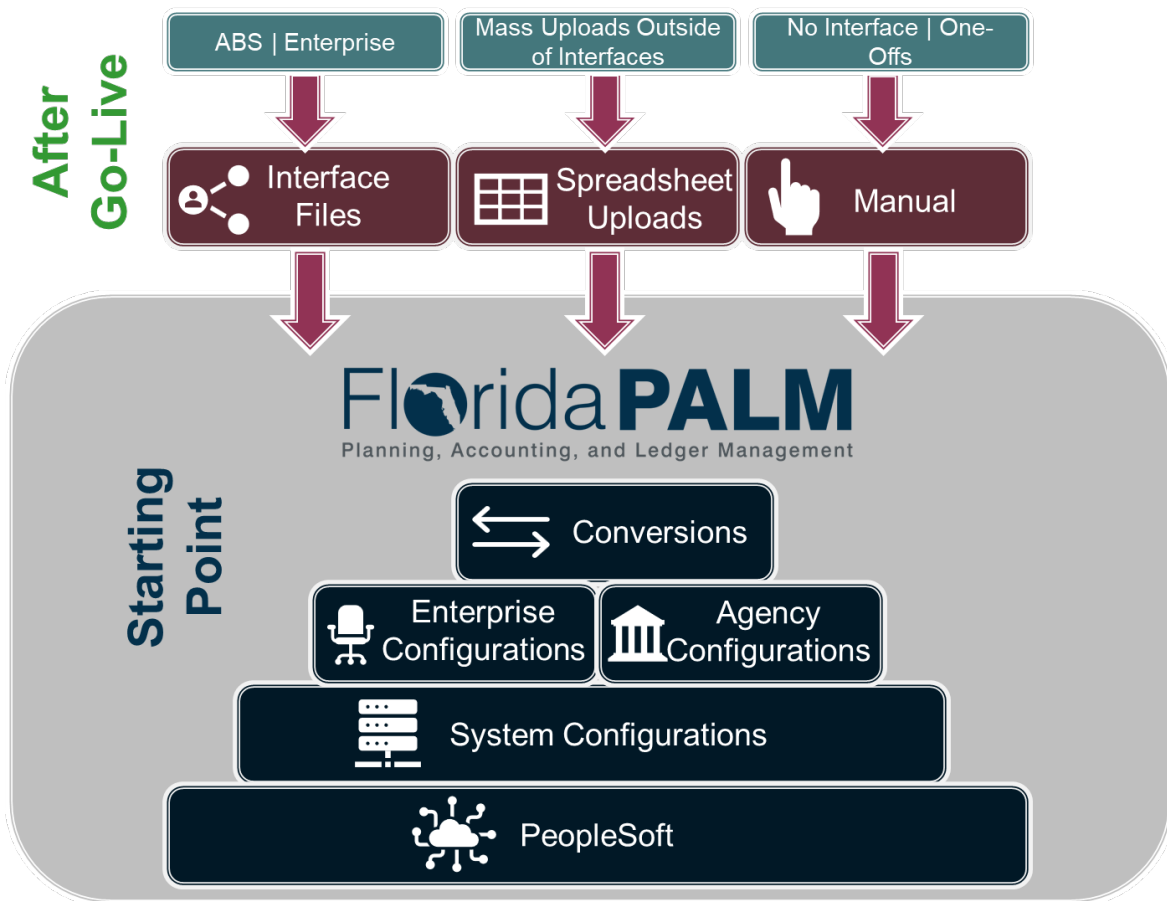 ABS | Enterprise
Mass Uploads Outside
of Interfaces
No Interface | One-
Offs
After
Go-Live
Interface
Files
Spreadsheet
Uploads
Manual
Florida PALM
Planning, Accounting, and Ledger Management
Starting
Point
Conversions
Enterprise
Configurations
Agency
Configurations
System Configurations
PeopleSoft